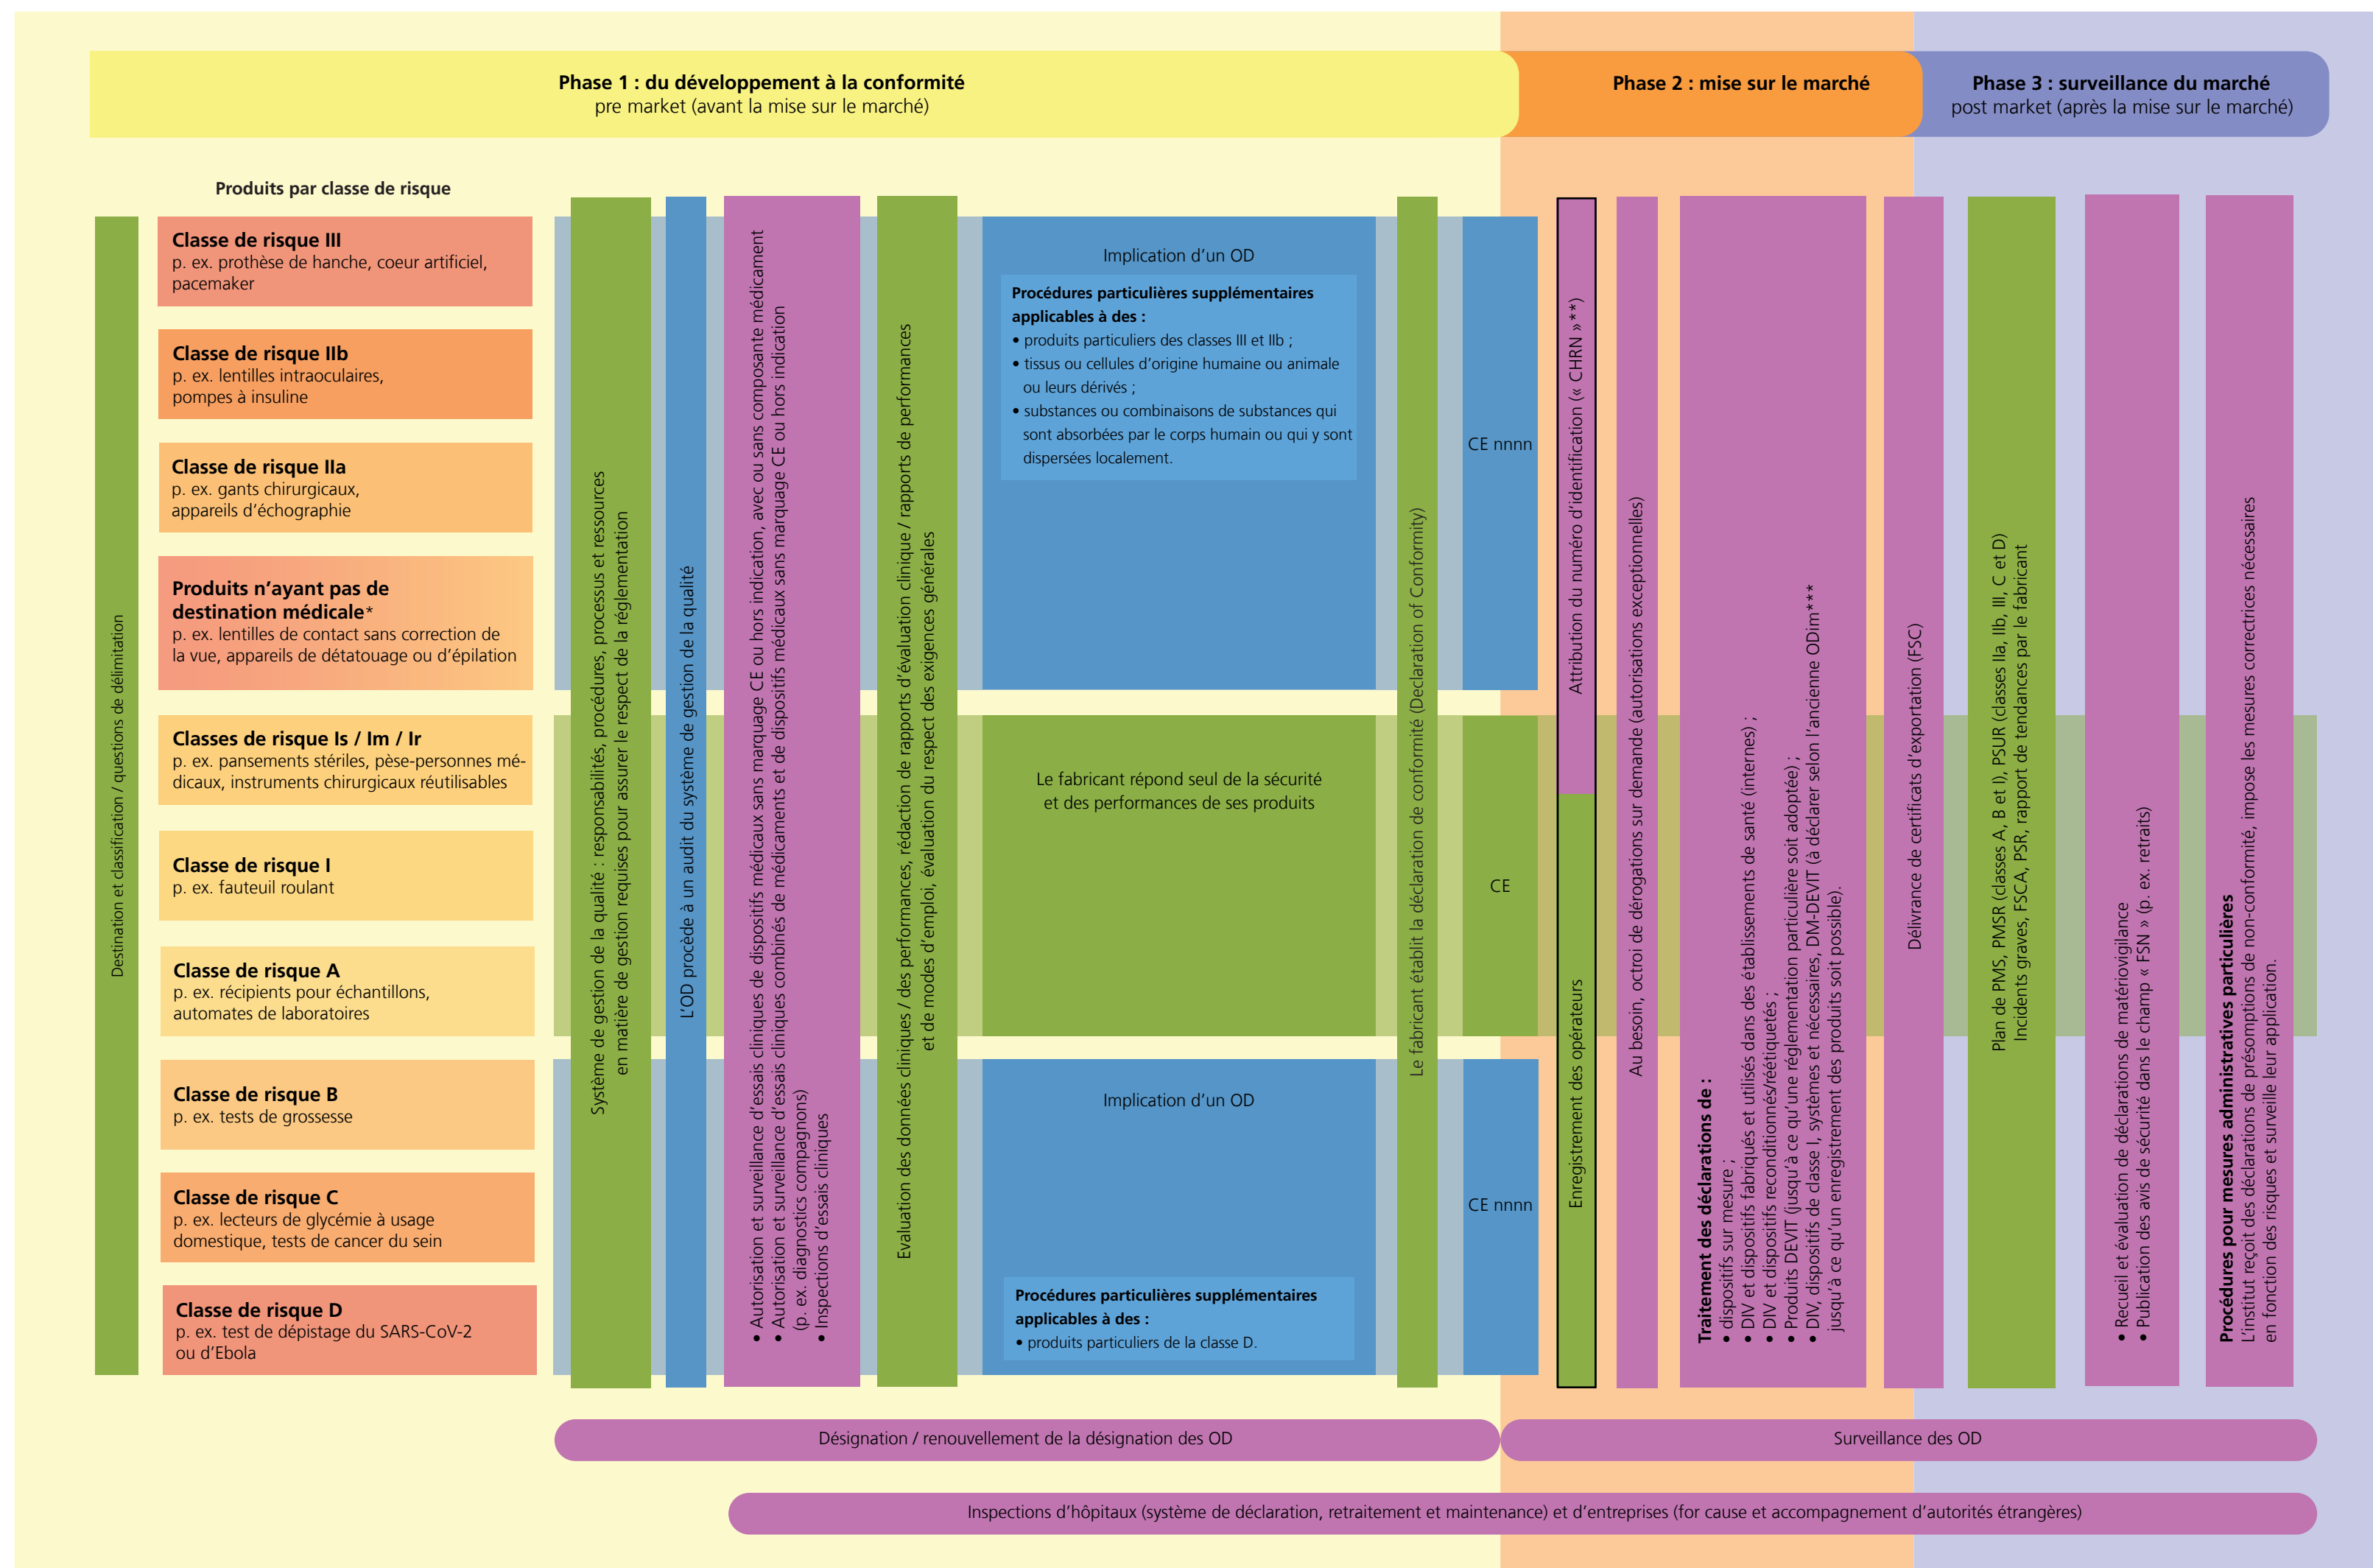 Phase 1 : du développement à la conformité
pre market (avant la mise sur le marché)
Phase 2 : mise sur le marché
Phase 3 : surveillance du marché
post market (après la mise sur le marché)
Produits par classe de risque
Destination et classification / questions de délimitation
Classe de risque III
p. ex. prothèse de hanche, coeur artificiel,
pacemaker
Classe de risque IIb
p. ex. lentilles intraoculaires,
pompes à insuline
Classe de risque IIa
p. ex. gants chirurgicaux,
appareils d’échographie
Produits n’ayant pas de
destination médicale*
p. ex. lentilles de contact sans correction de
la vue, appareils de détatouage ou d’épilation
Classes de risque Is / Im / Ir
p. ex. pansements stériles, pèse-personnes mé-
dicaux, instruments chirurgicaux réutilisables
Classe de risque I
p. ex. fauteuil roulant
Classe de risque A
p. ex. récipients pour échantillons,
automates de laboratoires
Classe de risque B
p. ex. tests de grossesse
Classe de risque C
p. ex. lecteurs de glycémie à usage
domestique, tests de cancer du sein
Classe de risque D
p. ex. test de dépistage du SARS-CoV-2
ou d’Ebola
Système de gestion de la qualité : responsabilités, procédures, processus et ressources
en matière de gestion requises pour assurer le respect de la réglementation
L’OD procède à un audit du système de gestion de la qualité
• Autorisation et surveillance d’essais cliniques de dispositifs médicaux sans marquage CE ou hors indication, avec ou sans composante médicament
• Autorisation et surveillance d’essais cliniques combinés de médicaments et de dispositifs médicaux sans marquage CE ou hors indication
(p. ex. diagnostics compagnons)
• Inspections d’essais cliniques
Evaluation des données cliniques / des performances, rédaction de rapports d’évaluation clinique / rapports de performances
et de modes d’emploi, évaluation du respect des exigences générales
Implication d’un OD
Procédures particulières supplémentaires
applicables à des :
• produits particuliers des classes III et IIb ;
• tissus ou cellules d’origine humaine ou animale
ou leurs dérivés ;
• substances ou combinaisons de substances qui
sont absorbées par le corps humain ou qui y sont
dispersées localement.
Le fabricant répond seul de la sécurité
et des performances de ses produits
Implication d’un OD
Procédures particulières supplémentaires
applicables à des :
• produits particuliers de la classe D.
Le fabricant établit la déclaration de conformité (Declaration of Conformity)
CE nnnn
CE
CE nnnn
Attribution du numéro d’identification (« CHRN »**)
Enregistrement des opérateurs
Au besoin, octroi de dérogations sur demande (autorisations exceptionnelles)
Traitement des déclarations de :
• dispositifs sur mesure ;
• DIV et dispositifs fabriqués et utilisés dans des établissements de santé (internes) ;
• DIV et dispositifs reconditionnés/réétiquetés ;
• Produits DEVIT (jusqu’à ce qu’une réglementation particulière soit adoptée) ;
• DIV, dispositifs de classe I, systèmes et nécessaires, DM-DEVIT (à déclarer selon l’ancienne ODim***
jusqu’à ce qu’un enregistrement des produits soit possible).
Délivrance de certificats d’exportation (FSC)
Plan de PMS, PMSR (classes A, B et I), PSUR (classes IIa, IIb, III, C et D)
Incidents graves, FSCA, PSR, rapport de tendances par le fabricant
• Recueil et évaluation de déclarations de matériovigilance
• Publication des avis de sécurité dans le champ « FSN » (p. ex. retraits)
Procédures pour mesures administratives particulières
L’institut reçoit des déclarations de présomptions de non-conformité, impose les mesures correctrices nécessaires
en fonction des risques et surveille leur application.
Désignation / renouvellement de la désignation des OD
Surveillance des OD
Inspections d’hôpitaux (système de déclaration, retraitement et maintenance) et d’entreprises (for cause et accompagnement d’autorités étrangères)